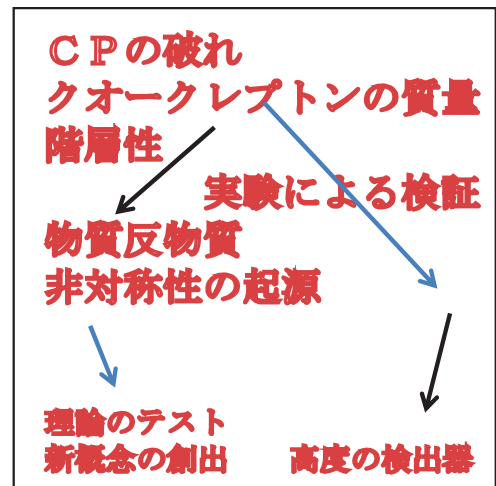 ＣＰの破れ
クオークレプトンの質量
階層性
実験による検証
物質反物質
非対称性の起源
理論のテスト
新概念の創出
高度の検出器